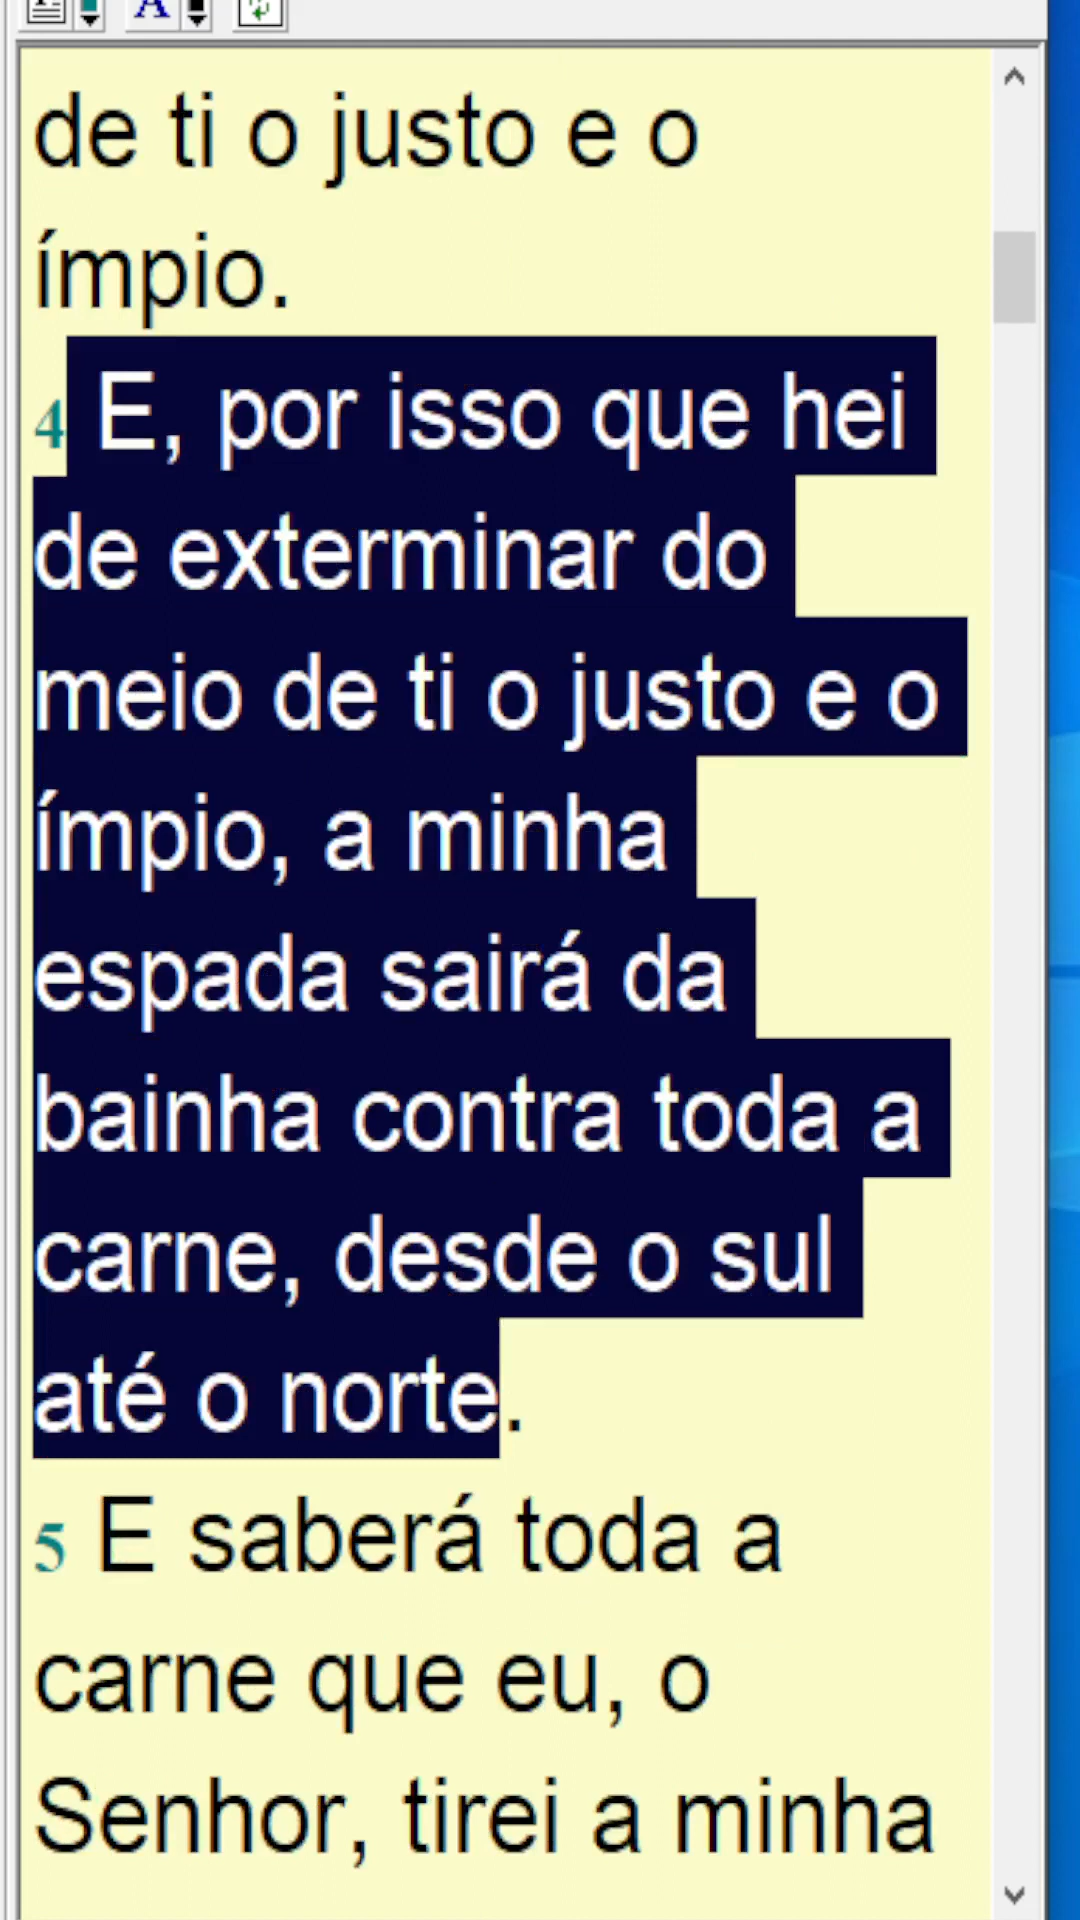 de ti o justo e o
ímpio.
4 E, por isso que hei
de exterminar do
meio de ti o justo e o
ímpio, a minha
espada sairá da
bainha contra toda a
carne, desde o sul
até o norte.
5 E saberá toda a
carne que eu, o
Senhor, tirei a minha